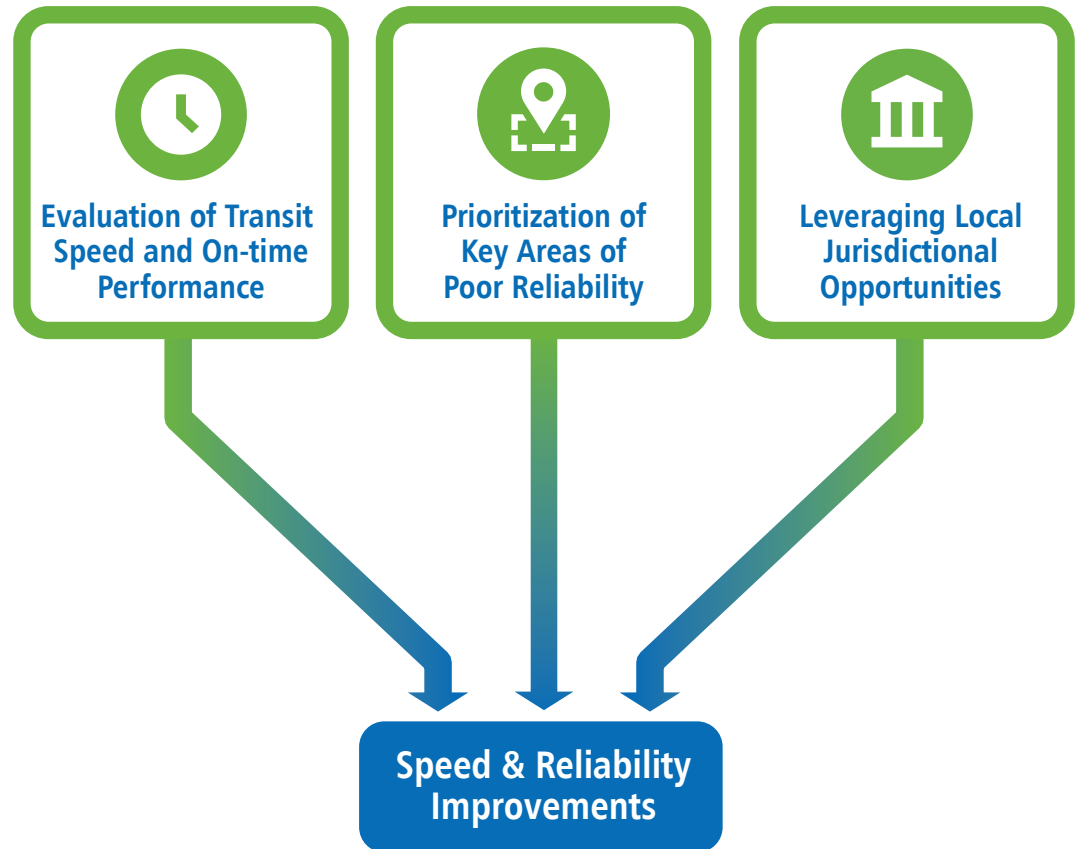 Evaluation of Transit
Speed and On-time
Performance
Prioritization of
Key Areas of
Poor Reliability
Leveraging Local
Jurisdictional
Opportunities
Speed & Reliability
Improvements